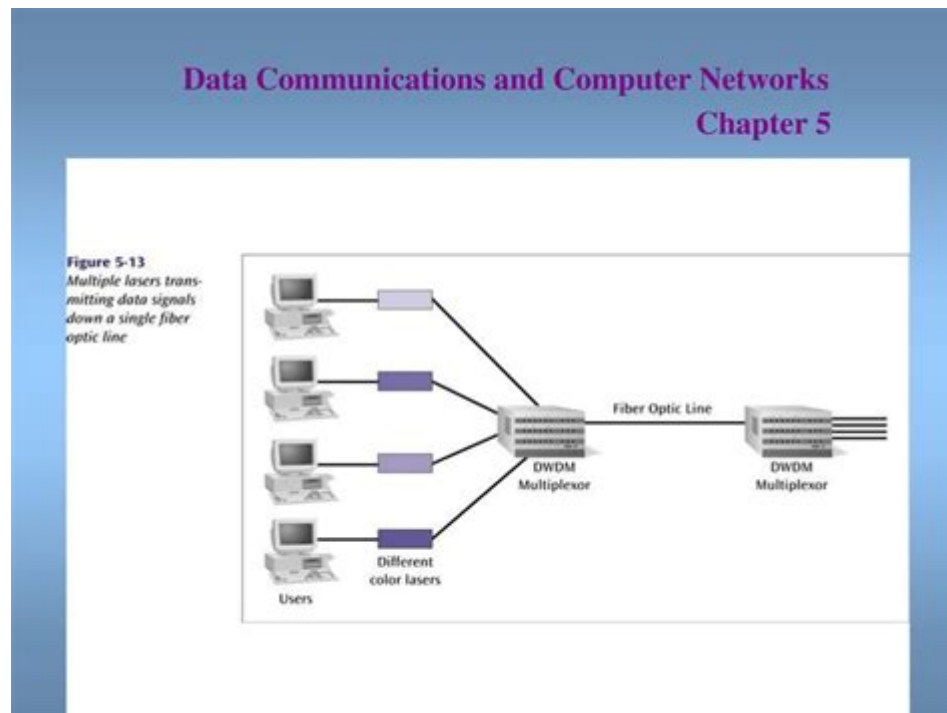 Data Communications and Computer Networks
Chapter 5
Figure 5-13
Multiple lasers trans-
mitting data signals
down a single fiber
optic line
Fiber Optic Line
DWDM
Multiplexor
DWDM
Multiplexor
Different
color lasers
Users